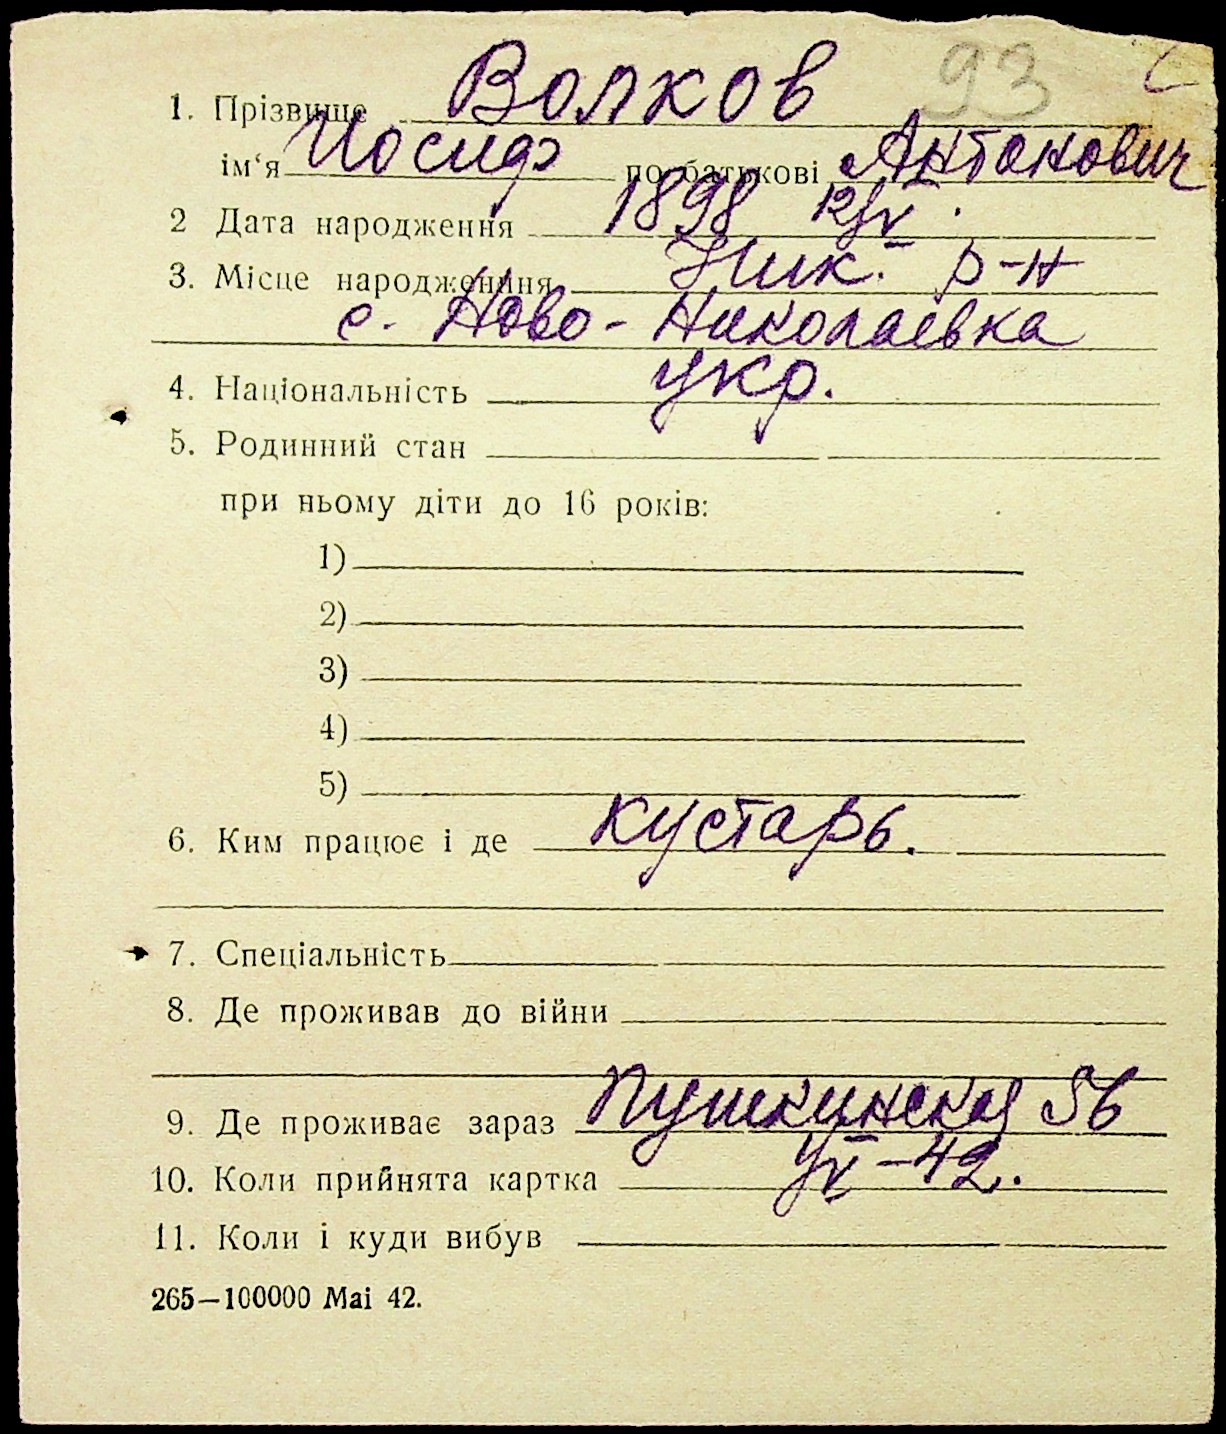 93
1. Прізвище Волков
ім‘я Иосиф по батькові Антонович
2 Дата народження 1898 12/IV.
3. Місце народження Ник. р-н
с. Ново-Николаевка
4. Національність укр.
5. Родинний стан
при ньому діти до 16 років:
1)
2)
3)
4)
5)
6. Ким працює і де кустарь.
7. Спеціальність
8. Де проживав до війни
9. Де проживає зараз Пушкинская 56
10. Коли прийнята картка -42.
11. Коли і куди вибув
265—100000 Mai 42.